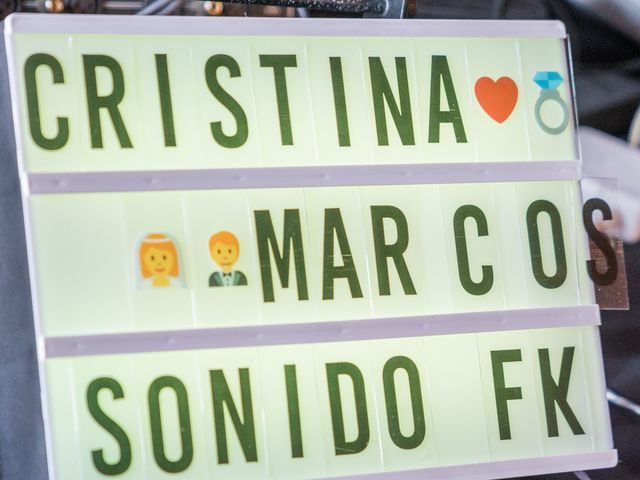 CRISTINA❤️💍
👰🤵MARCOS
SONIDO FK